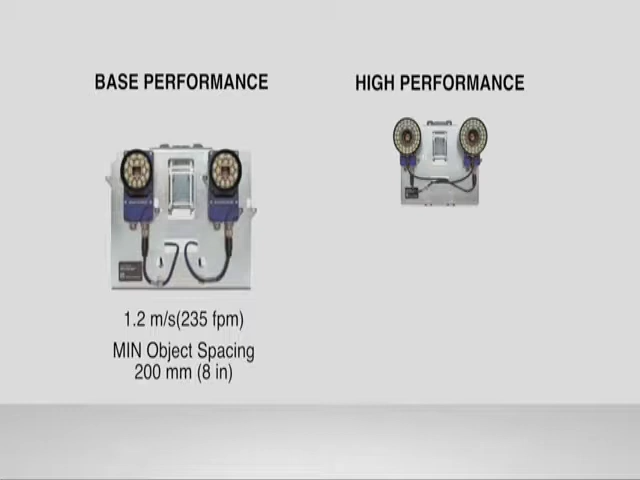 BASE PERFORMANCE
HIGH PERFORMANCE
1.2 m/s(235 fpm)
MIN Object Spacing
200 mm (8 in)